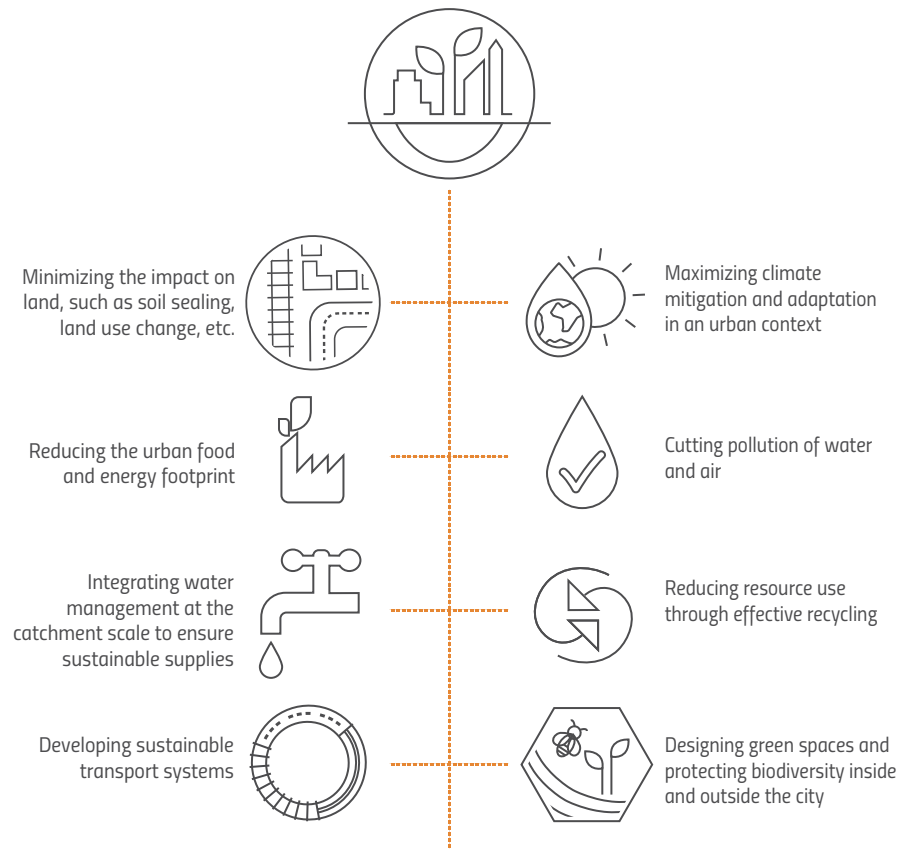 Minimizing the impact on
land, such as soil sealing,
land use change, etc.
Maximizing climate
mitigation and adaptation
in an urban context
Reducing the urban food
and energy footprint
Cutting pollution of water
and air
Integrating water
management at the
catchment scale to ensure
sustainable supplies
Reducing resource use
through effective recycling
Developing sustainable
transport systems
Designing green spaces and
protecting biodiversity inside
and outside the city